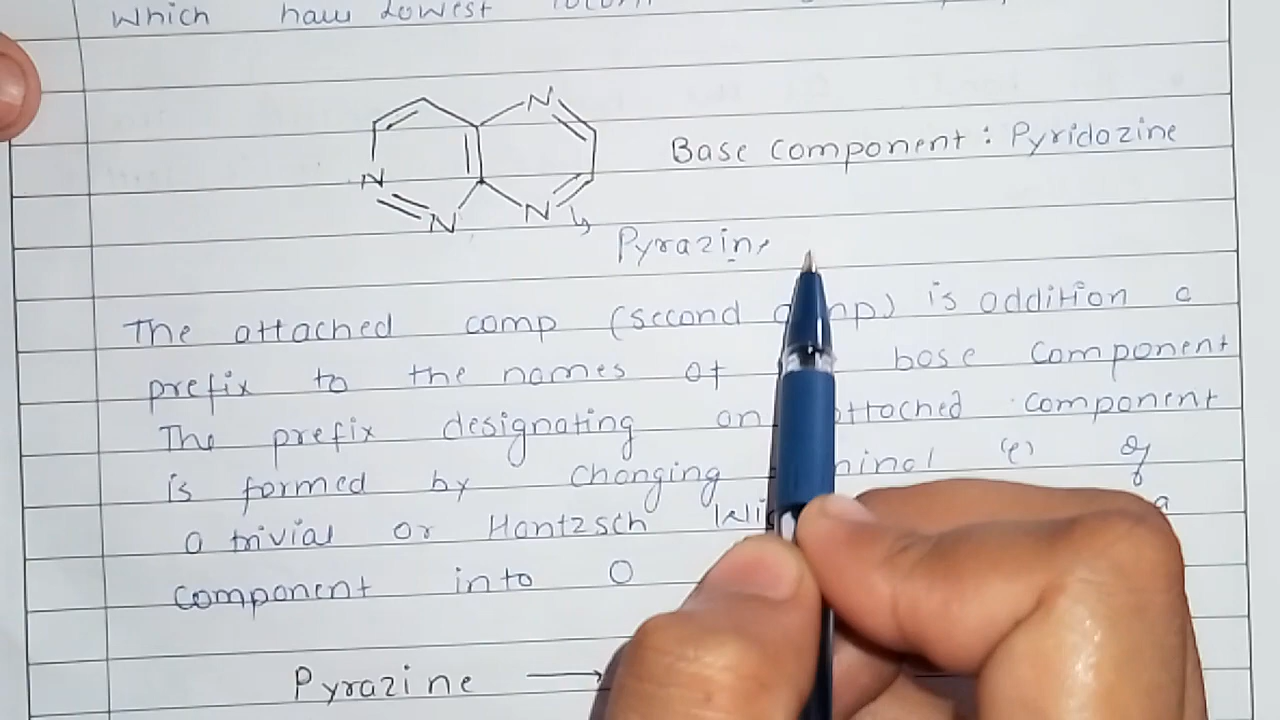 which have Lowest
N
N
N
N
Base component : Pyridazine
Pyrazine
The attached comp (second comp) is addition a
prefix to the names of base component
The prefix designating an attached component
is formed by changing terminal (e) of
a trivial or Hantzsch a
component into O
Pyrazine →